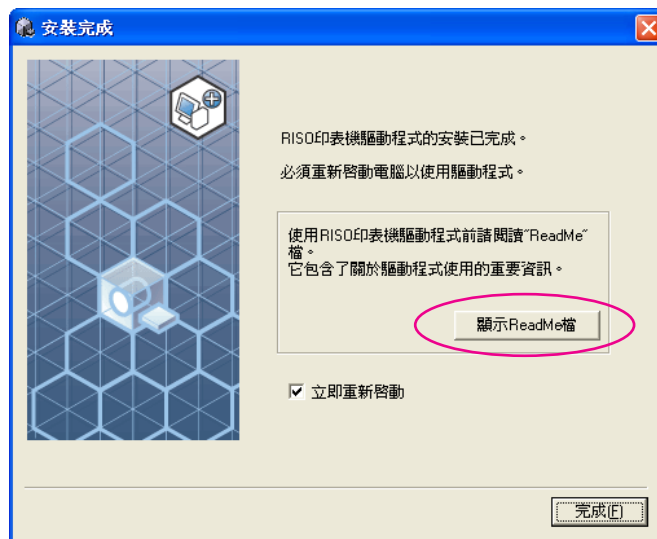 安裝完成
RISO印表機驅動程式的安裝已完成。
必須重新啓動電腦以使用驅動程式。
使用RISO印表機驅動程式前請閱讀"ReadMe"
檔。
它包含了關於驅動程式使用的重要資訊。
顯示ReadMe檔
立即重新啓動
完成(F)